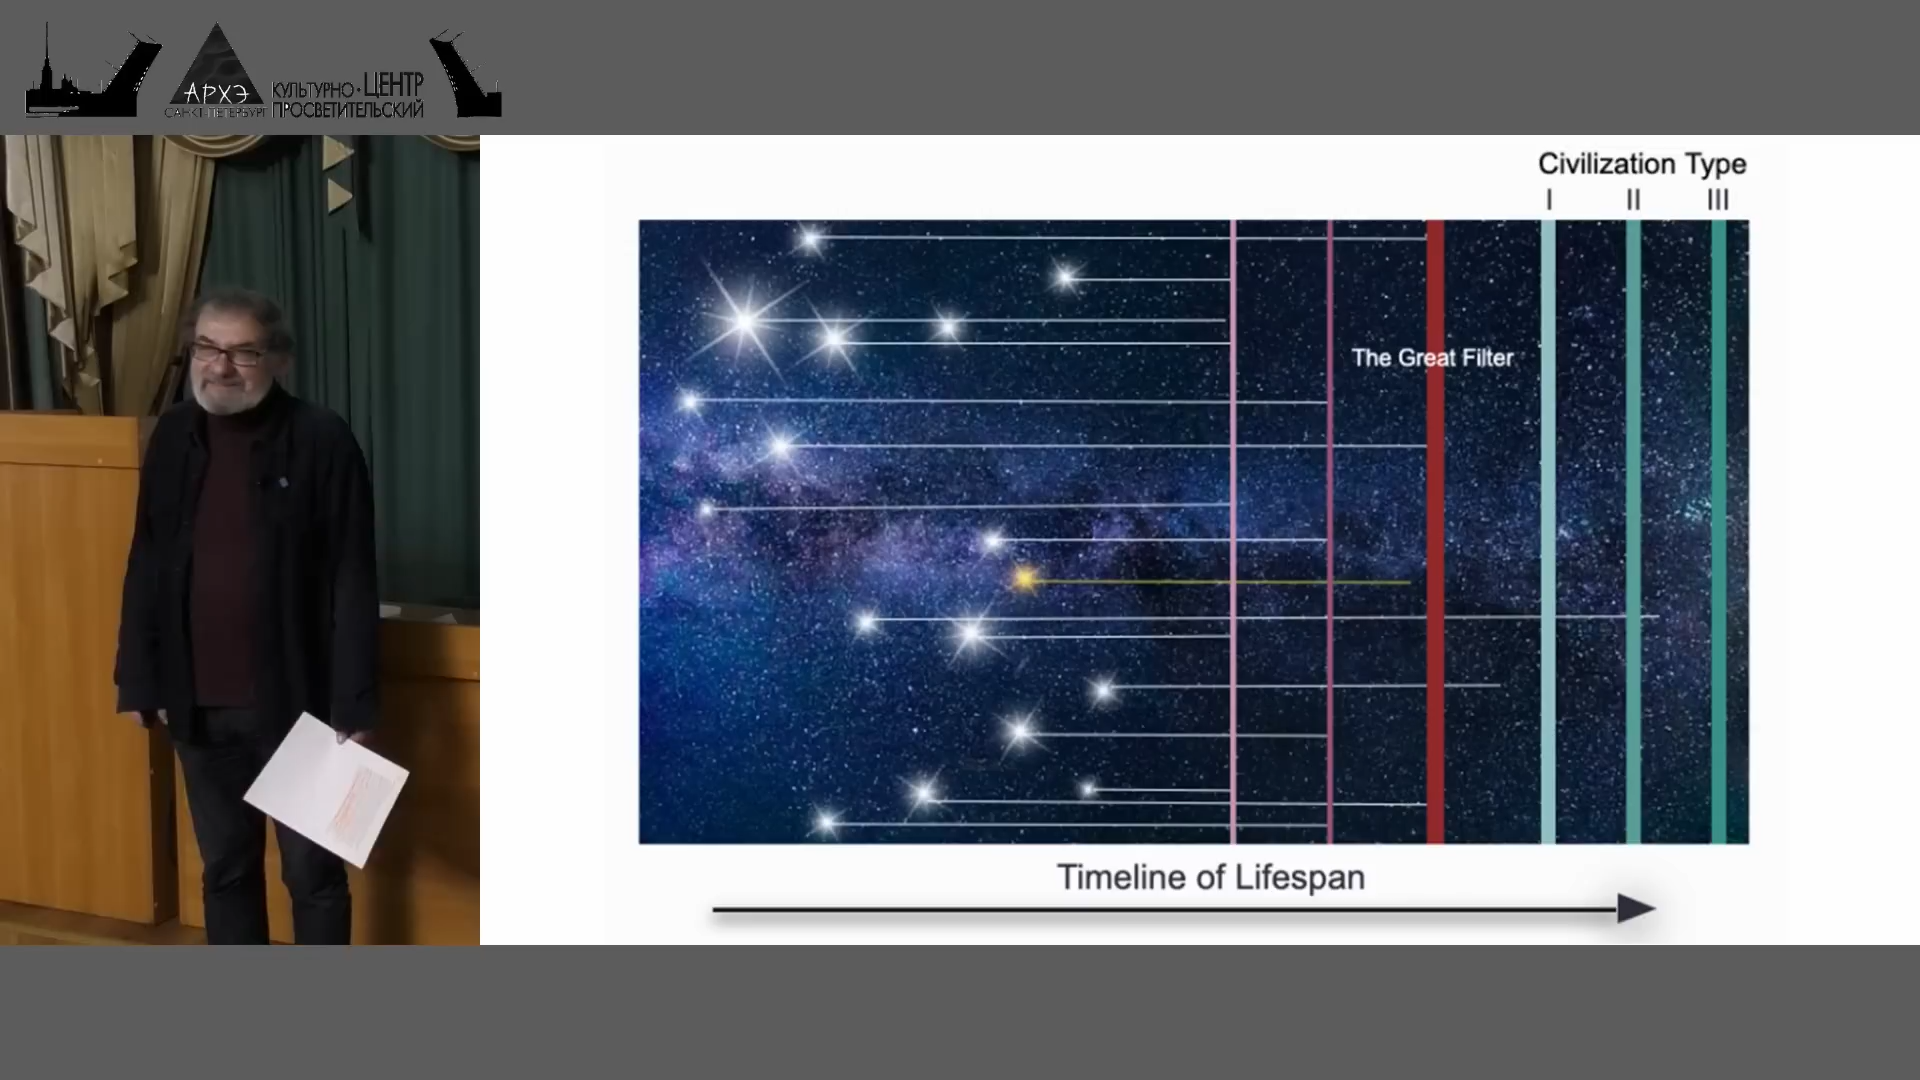 АРХЭ
САНКТ-ПЕТЕРБУРГ
КУЛЬТУРНО-ЦЕНТР
ПРОСВЕТИТЕЛЬСКИЙ
Civilization Type
I II III
The Great Filter
Timeline of Lifespan